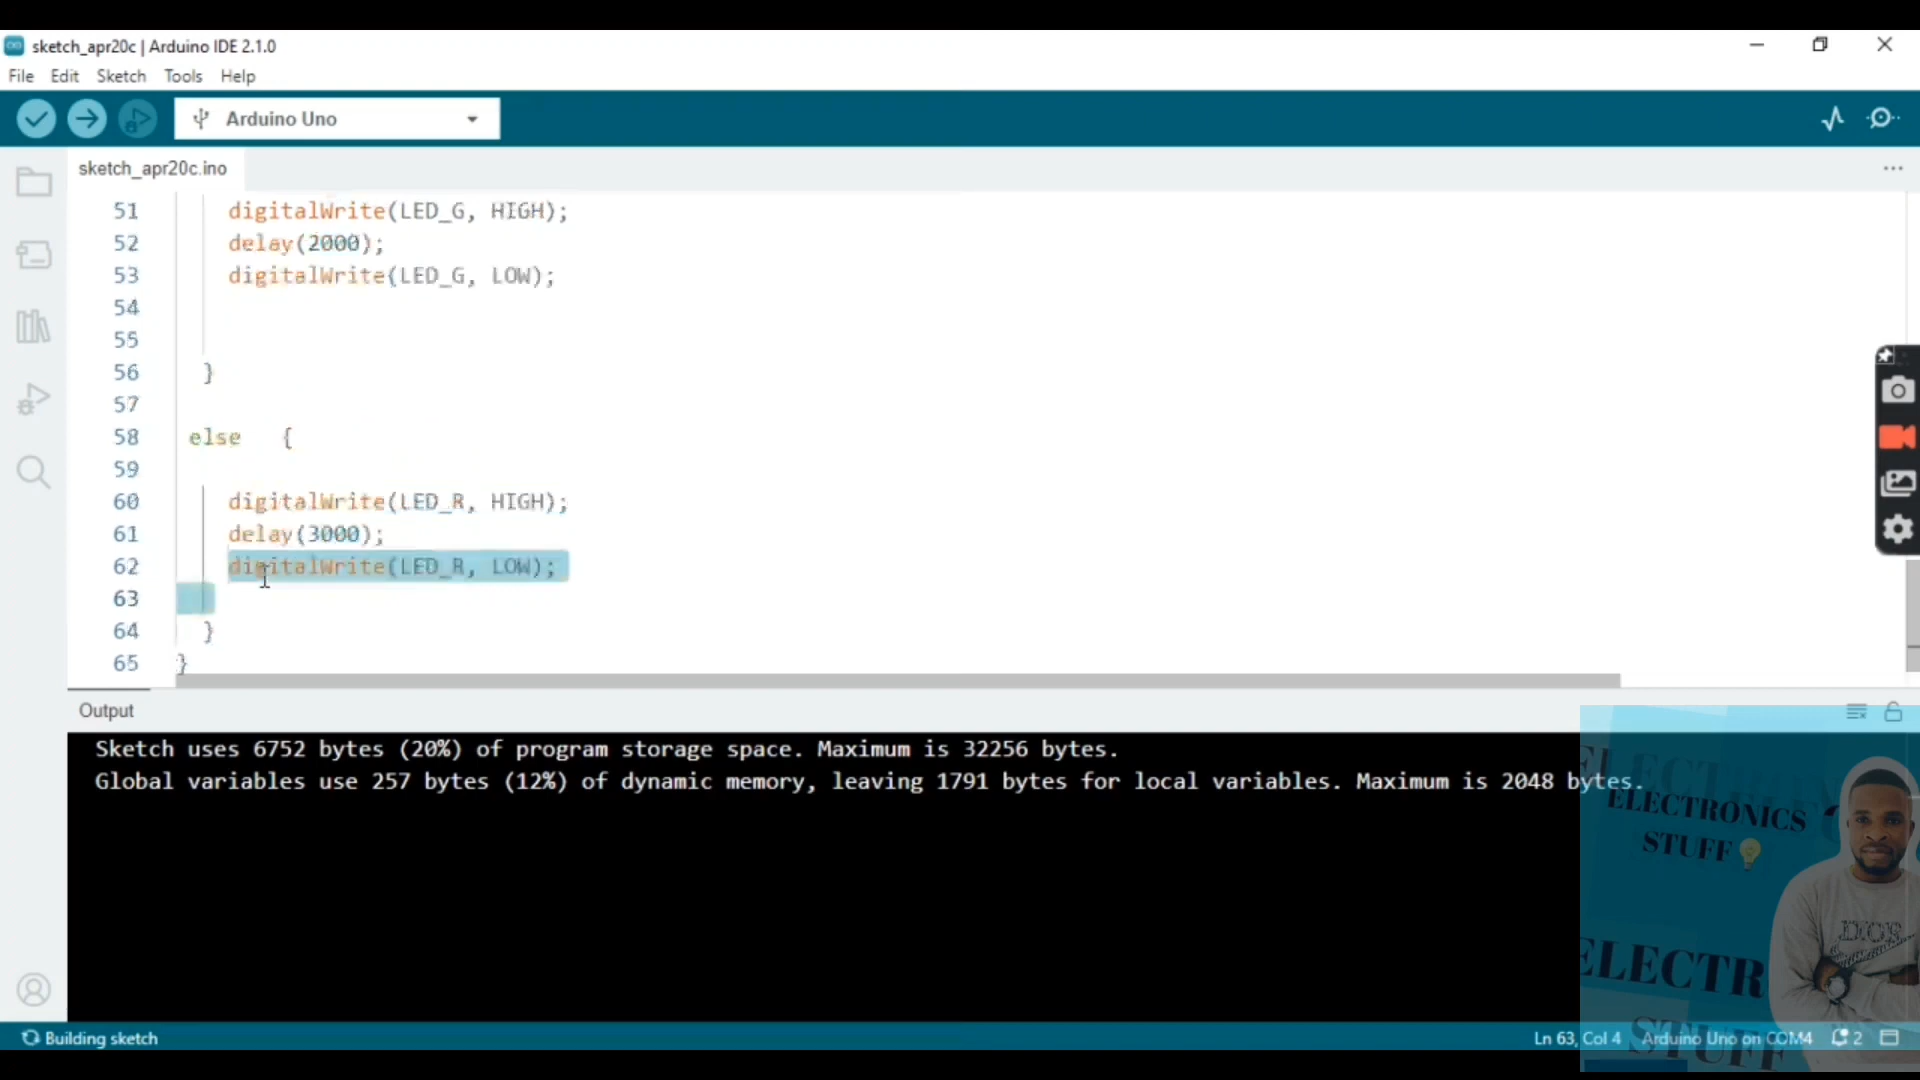 sketch_apr20c | Arduino IDE 2.1.0
File Edit Sketch Tools Help
Arduino Uno
sketch_apr20c.ino
51 digitalWrite(LED_G, HIGH);
52 delay(2000);
53 digitalWrite(LED_G, LOW);
54
55
56 }
57
58 else {
59
60 digitalWrite(LED_R, HIGH);
61 delay(3000);
62 digitalWrite(LED_R, LOW);
63
64 }
65 }
Output
Sketch uses 6752 bytes (20%) of program storage space. Maximum is 32256 bytes.
Global variables use 257 bytes (12%) of dynamic memory, leaving 1791 bytes for local variables. Maximum is 2048 bytes.
ELECTRONICS
STUFF
DIOR
ELECTR
STUFF
Building sketch
Ln 63, Col 4 Arduino Uno on COM4 2